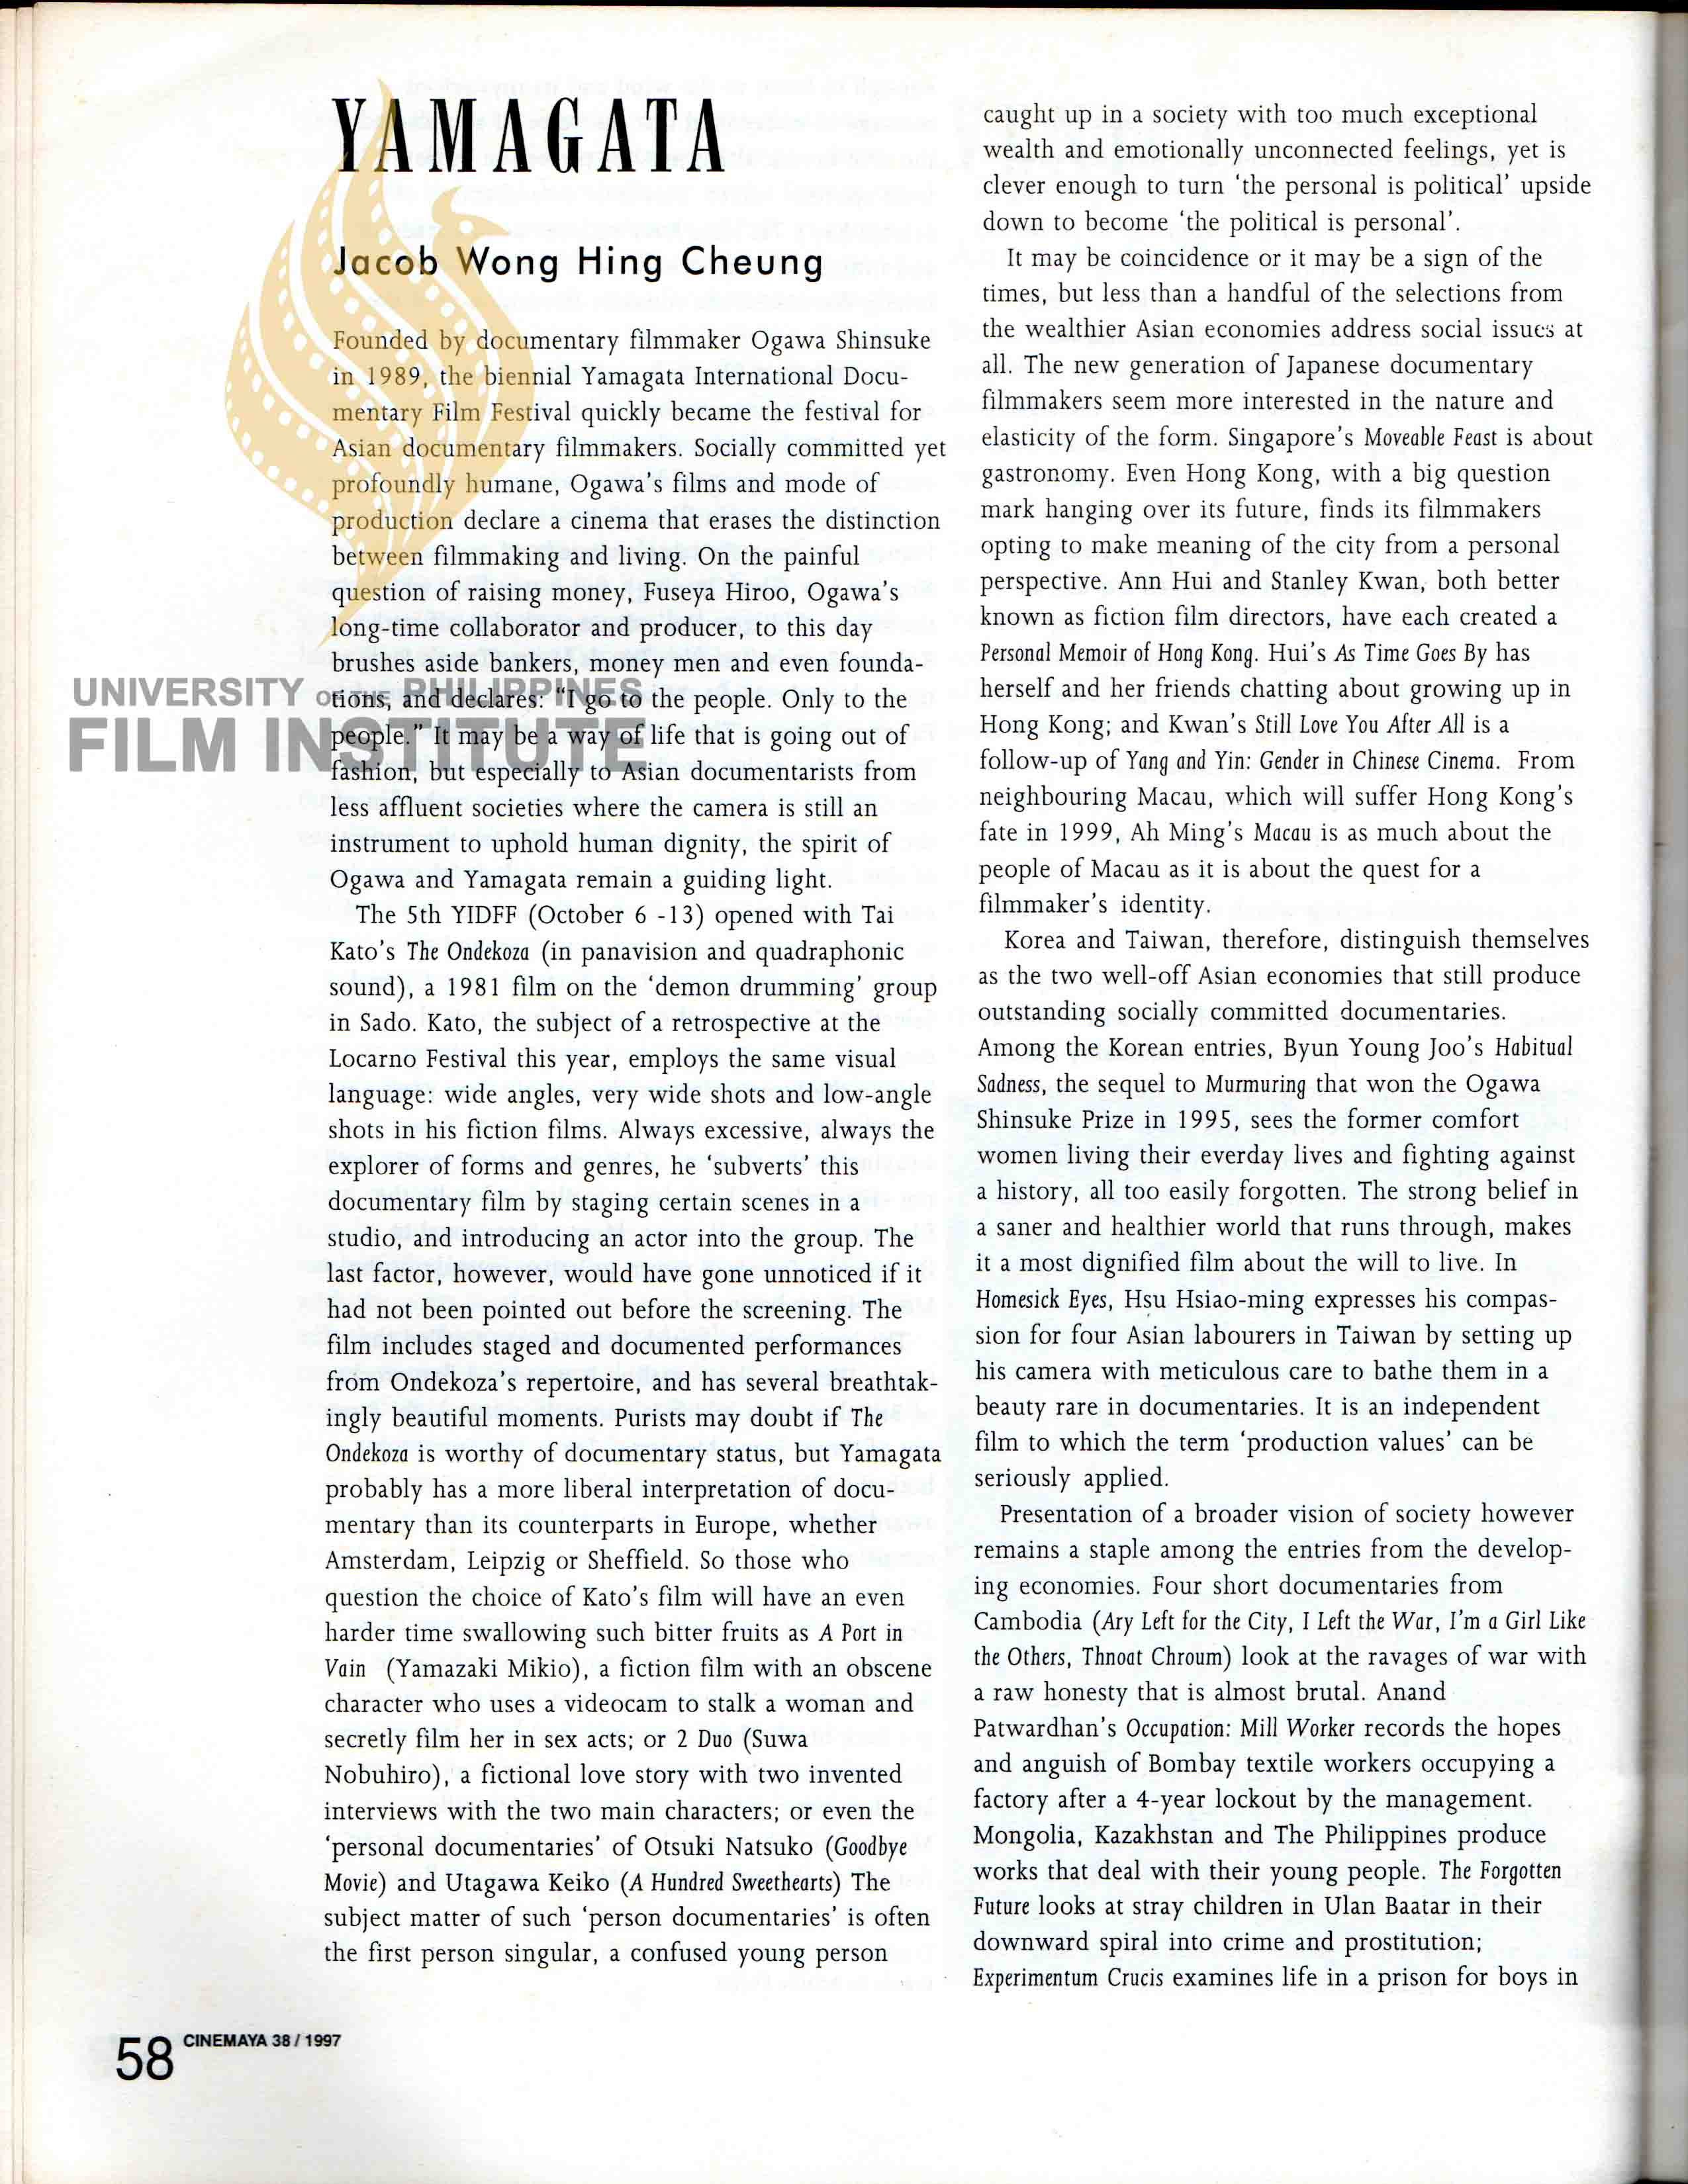 YAMAGATA
Jacob Wong Hing Cheung
Founded by documentary filmmaker Ogawa Shinsuke
in 1989, the biennial Yamagata International Docu-
mentary Film Festival quickly became the festival for
Asian documentary filmmakers. Socially committed yet
profoundly humane, Ogawa's films and mode of
production declare a cinema that erases the distinction
between filmmaking and living. On the painful
question of raising money, Fuseya Hiroo, Ogawa's
long-time collaborator and producer, to this day
brushes aside bankers, money men and even founda-
tions, and declares: "I go to the people. Only to the
people." It may be a way of life that is going out of
fashion, but especially to Asian documentarists from
less affluent societies where the camera is still an
instrument to uphold human dignity, the spirit of
Ogawa and Yamagata remain a guiding light.
The 5th YIDFF (October 6 -13) opened with Tai
Kato's The Ondekoza (in panavision and quadraphonic
sound), a 1981 film on the 'demon drumming' group
in Sado. Kato, the subject of a retrospective at the
Locarno Festival this year, employs the same visual
language: wide angles, very wide shots and low-angle
shots in his fiction films. Always excessive, always the
explorer of forms and genres, he 'subverts' this
documentary film by staging certain scenes in a
studio, and introducing an actor into the group. The
last factor, however, would have gone unnoticed if it
had not been pointed out before the screening. The
film includes staged and documented performances
from Ondekoza's repertoire, and has several breathtak-
ingly beautiful moments. Purists may doubt if The
Ondekoza is worthy of documentary status, but Yamagata
probably has a more liberal interpretation of docu-
mentary than its counterparts in Europe, whether
Amsterdam, Leipzig or Sheffield. So those who
question the choice of Kato's film will have an even
harder time swallowing such bitter fruits as A Port in
Vain (Yamazaki Mikio), a fiction film with an obscene
character who uses a videocam to stalk a woman and
secretly film her in sex acts; or 2 Duo (Suwa
Nobuhiro), a fictional love story with two invented
interviews with the two main characters; or even the
'personal documentaries' of Otsuki Natsuko (Goodbye
Movie) and Utagawa Keiko (A Hundred Sweethearts) The
subject matter of such 'person documentaries' is often
the first person singular, a confused young person
caught up in a society with too much exceptional
wealth and emotionally unconnected feelings, yet is
clever enough to turn 'the personal is political' upside
down to become 'the political is personal'.
It may be coincidence or it may be a sign of the
times, but less than a handful of the selections from
the wealthier Asian economies address social issues at
all. The new generation of Japanese documentary
filmmakers seem more interested in the nature and
elasticity of the form. Singapore's Moveable Feast is about
gastronomy. Even Hong Kong, with a big question
mark hanging over its future, finds its filmmakers
opting to make meaning of the city from a personal
perspective. Ann Hui and Stanley Kwan, both better
known as fiction film directors, have each created a
Personal Memoir of Hong Kong. Hui's As Time Goes By has
herself and her friends chatting about growing up in
Hong Kong; and Kwan's Still Love You After All is a
follow-up of Yang and Yin: Gender in Chinese Cinema. From
neighbouring Macau, which will suffer Hong Kong's
fate in 1999, Ah Ming's Macau is as much about the
people of Macau as it is about the quest for a
filmmaker's identity.
Korea and Taiwan, therefore, distinguish themselves
as the two well-off Asian economies that still produce
outstanding socially committed documentaries.
Among the Korean entries, Byun Young Joo's Habitual
Sadness, the sequel to Murmuring that won the Ogawa
Shinsuke Prize in 1995, sees the former comfort
women living their everday lives and fighting against
a history, all too easily forgotten. The strong belief in
a saner and healthier world that runs through, makes
it a most dignified film about the will to live. In
Homesick Eyes, Hsu Hsiao-ming expresses his compas-
sion for four Asian labourers in Taiwan by setting up
his camera with meticulous care to bathe them in a
beauty rare in documentaries. It is an independent
film to which the term 'production values' can be
seriously applied.
Presentation of a broader vision of society however
remains a staple among the entries from the develop-
ing economies. Four short documentaries from
Cambodia (Ary Left for the City, I Left the War, I'm a Girl Like
the Others, Thnoat Chroum) look at the ravages of war with
a raw honesty that is almost brutal. Anand
Patwardhan's Occupation: Mill Worker records the hopes
and anguish of Bombay textile workers occupying a
factory after a 4-year lockout by the management.
Mongolia, Kazakhstan and The Philippines produce
works that deal with their young people. The Forgotten
Future looks at stray children in Ulan Baatar in their
downward spiral into crime and prostitution;
Experimentum Crucis examines life in a prison for boys in
58 CINEMAYA 38 / 1997
UNIVERSITY OF THE PHILIPPINES
FILM INSTITUTE